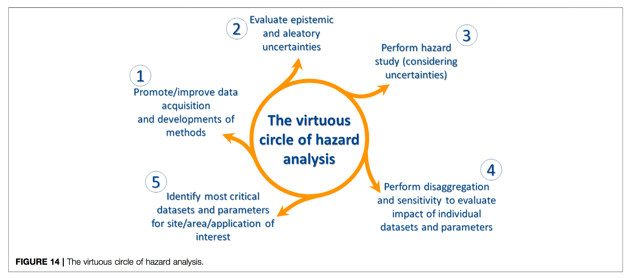 2
Evaluate epistemic
and aleatory
uncertainties
3
Perform hazard
study (considering
uncertainties)
1
Promote/improve data
acquisition
and developments of
methods
The virtuous
circle of hazard
analysis
4
Perform disaggregation
and sensitivity to evaluate
impact of individual
datasets and parameters
5
Identify most critical
datasets and parameters
for site/area/application of
interest
FIGURE 14 | The virtuous circle of hazard analysis.